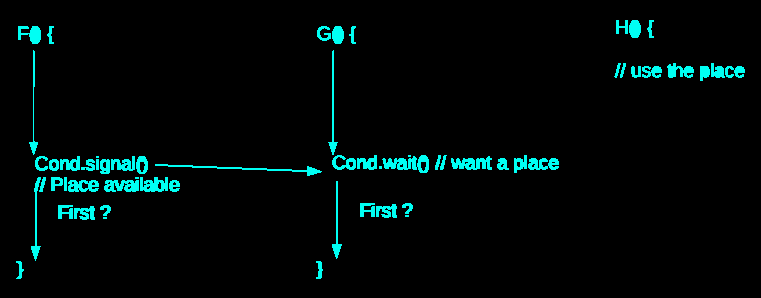 F() {
Cond.signal()
// Place available
First ?
}
G() {
Cond.wait() // want a place
First ?
}
H() {
// use the place